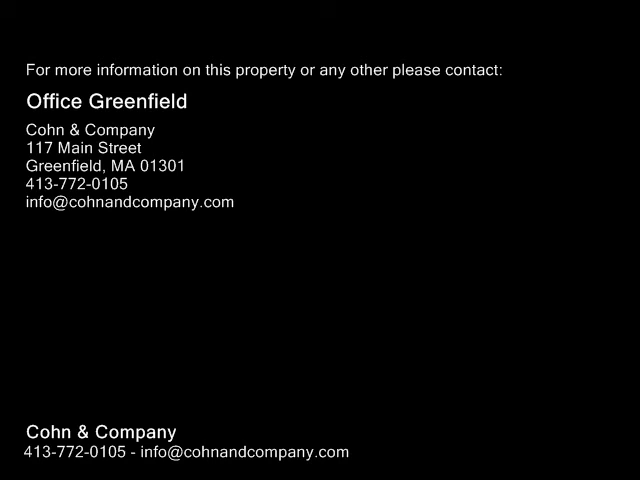 For more information on this property or any other please contact:
Office Greenfield
Cohn & Company
117 Main Street
Greenfield, MA 01301
413-772-0105
info@cohnandcompany.com
Cohn & Company
413-772-0105 - info@cohnandcompany.com